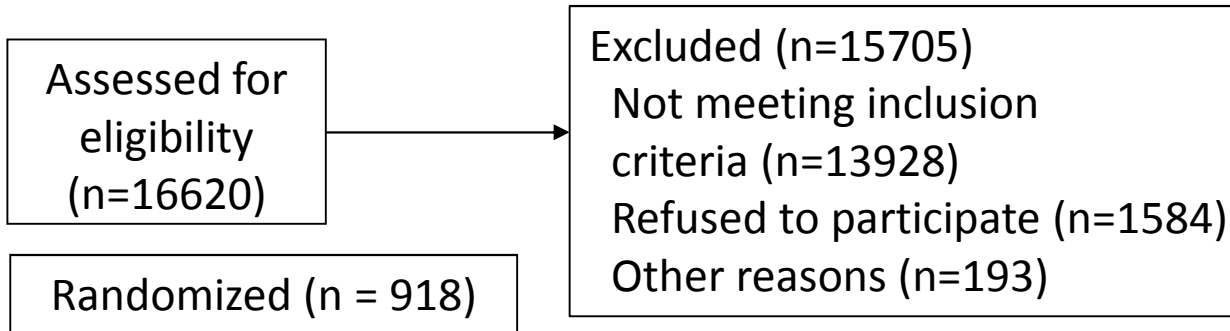 Assessed for
eligibility
(n=16620)
Excluded (n=15705)
Not meeting inclusion
criteria (n=13928)
Refused to participate (n=1584)
Other reasons (n=193)
Randomized (n = 918)